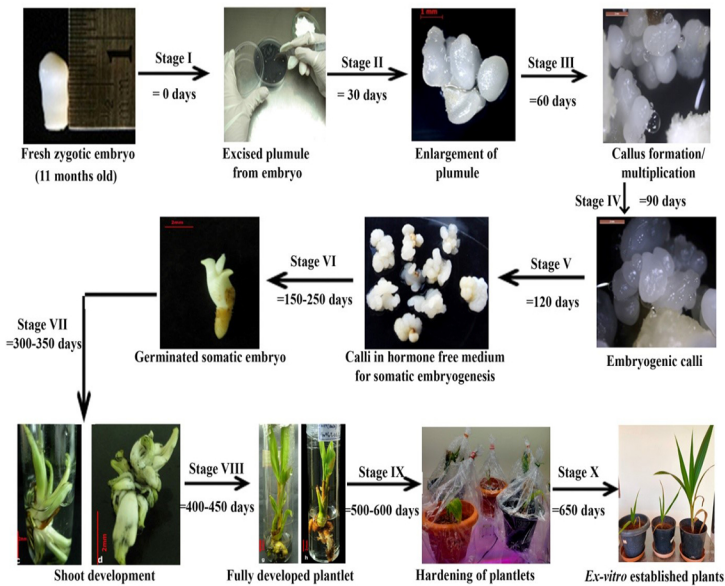 Stage I
= 0 days
Fresh zygotic embryo
(11 months old)
Excised plumule
from embryo
Stage II
= 30 days
1 mm
Enlargement of
plumule
Stage III
=60 days
Callus formation/
multiplication
Stage IV
=90 days
Embryogenic calli
Stage V
=120 days
Calli in hormone free medium
for somatic embryogenesis
Stage VI
=150-250 days
Germinated somatic embryo
Stage VII
=300-350 days
c
d
2mm
Shoot development
Stage VIII
=400-450 days
Fully developed plantlet
Stage IX
=500-600 days
Hardening of plantlets
Stage X
=650 days
Ex-vitro established plants